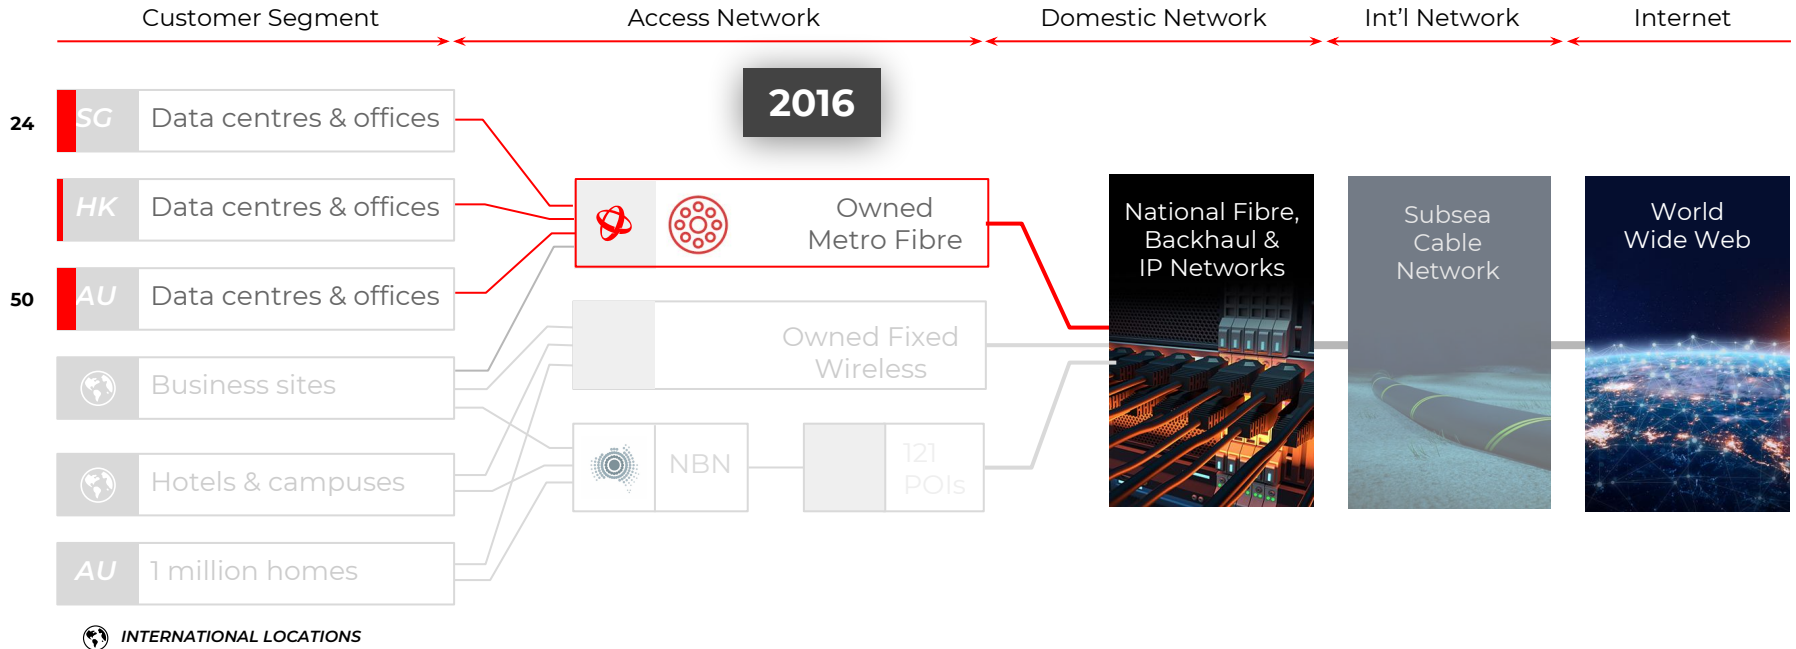 Customer Segment
Access Network
Domestic Network
Int'l Network
Internet
2016
24
SG
Data centres & offices
HK
Data centres & offices
50
AU
Data centres & offices
Business sites
Hotels & campuses
AU
1 million homes
Owned
Metro Fibre
Owned Fixed
Wireless
NBN
121
POIs
National Fibre,
Backhaul &
IP Networks
Subsea
Cable
Network
World
Wide Web
INTERNATIONAL LOCATIONS